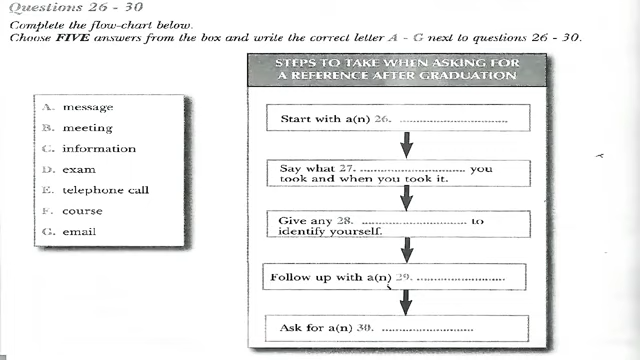 Questions 26 - 30
Complete the flow-chart below.
Choose FIVE answers from the box and write the correct letter A - G next to questions 26 - 30.
A. message
B. meeting
C. information
D. exam
E. telephone call
F. course
G. email
STEPS TO TAKE WHEN ASKING FOR
A REFERENCE AFTER GRADUATION
Start with a(n) 26. ..............................
Say what 27. .................................... you
took and when you took it.
Give any 28. ............................ to
identify yourself.
Follow up with a(n) 29. ........................
Ask for a(n) 30. .........................